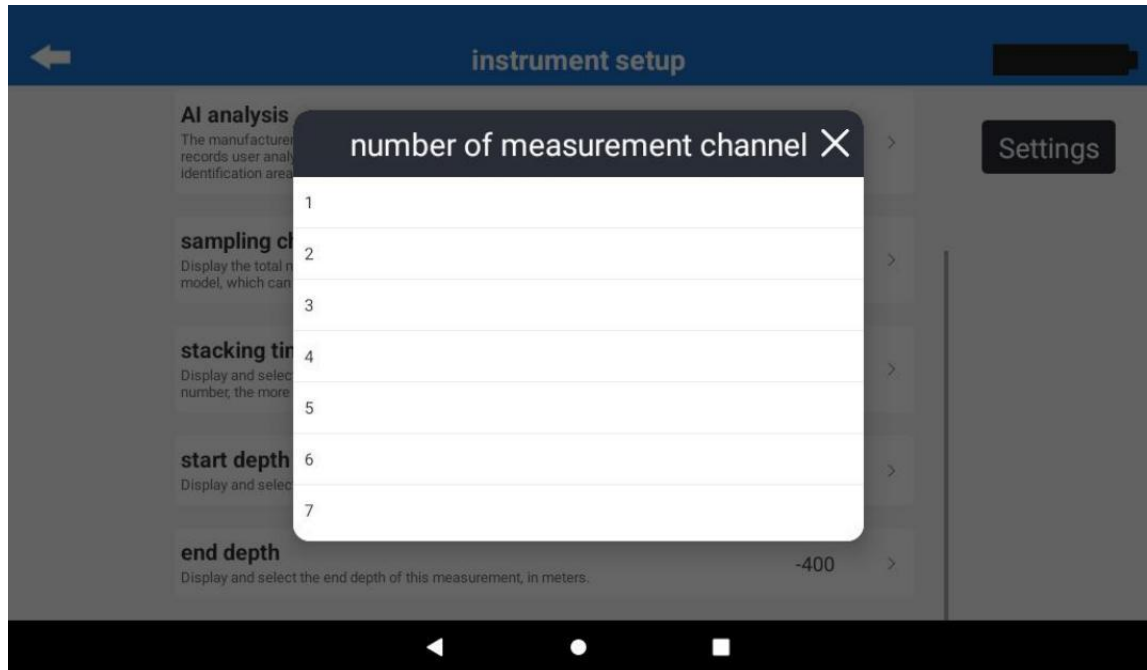 instrument setup
AI analysis
The manufacturer
records user analy
identification area
Settings
number of measurement channel
1
2
3
4
5
6
7
sampling ch
Display the total n
model, which can
stacking tim
Display and selec
number, the more
start depth
Display and selec
end depth
Display and select the end depth of this measurement, in meters.
-400